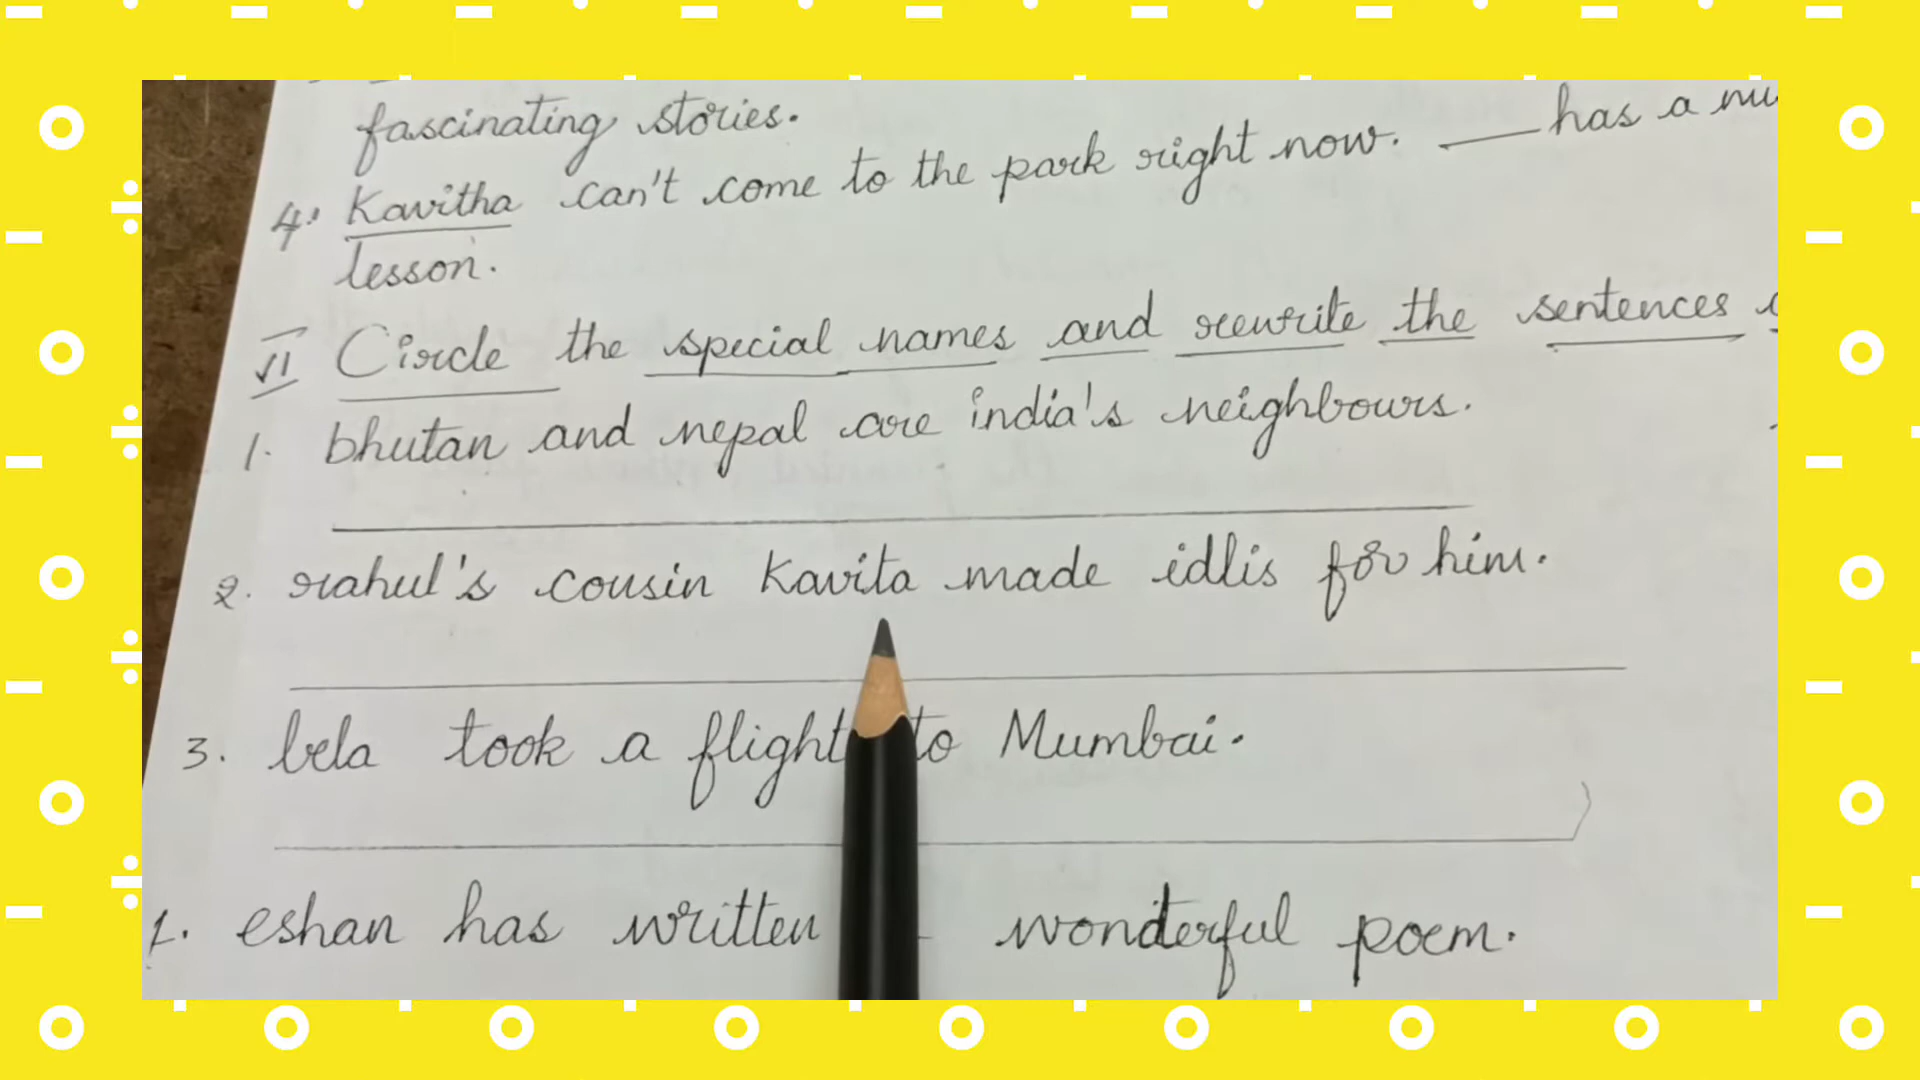 fascinating stories.
4. Kavitha can't come to the park right now. ____ has a
lesson.
VI Circle the special names and rewrite the sentences
1. bhutan and nepal are india's neighbours.
2. rahul's cousin kavita made idlis for him.
3. bela took a flight to Mumbai.
eshan has written wonderful poem.